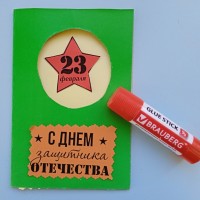 23
февраля
С ДНЕМ
защитника
ОТЕЧЕСТВА
GLUE STICK
BRAUBERG